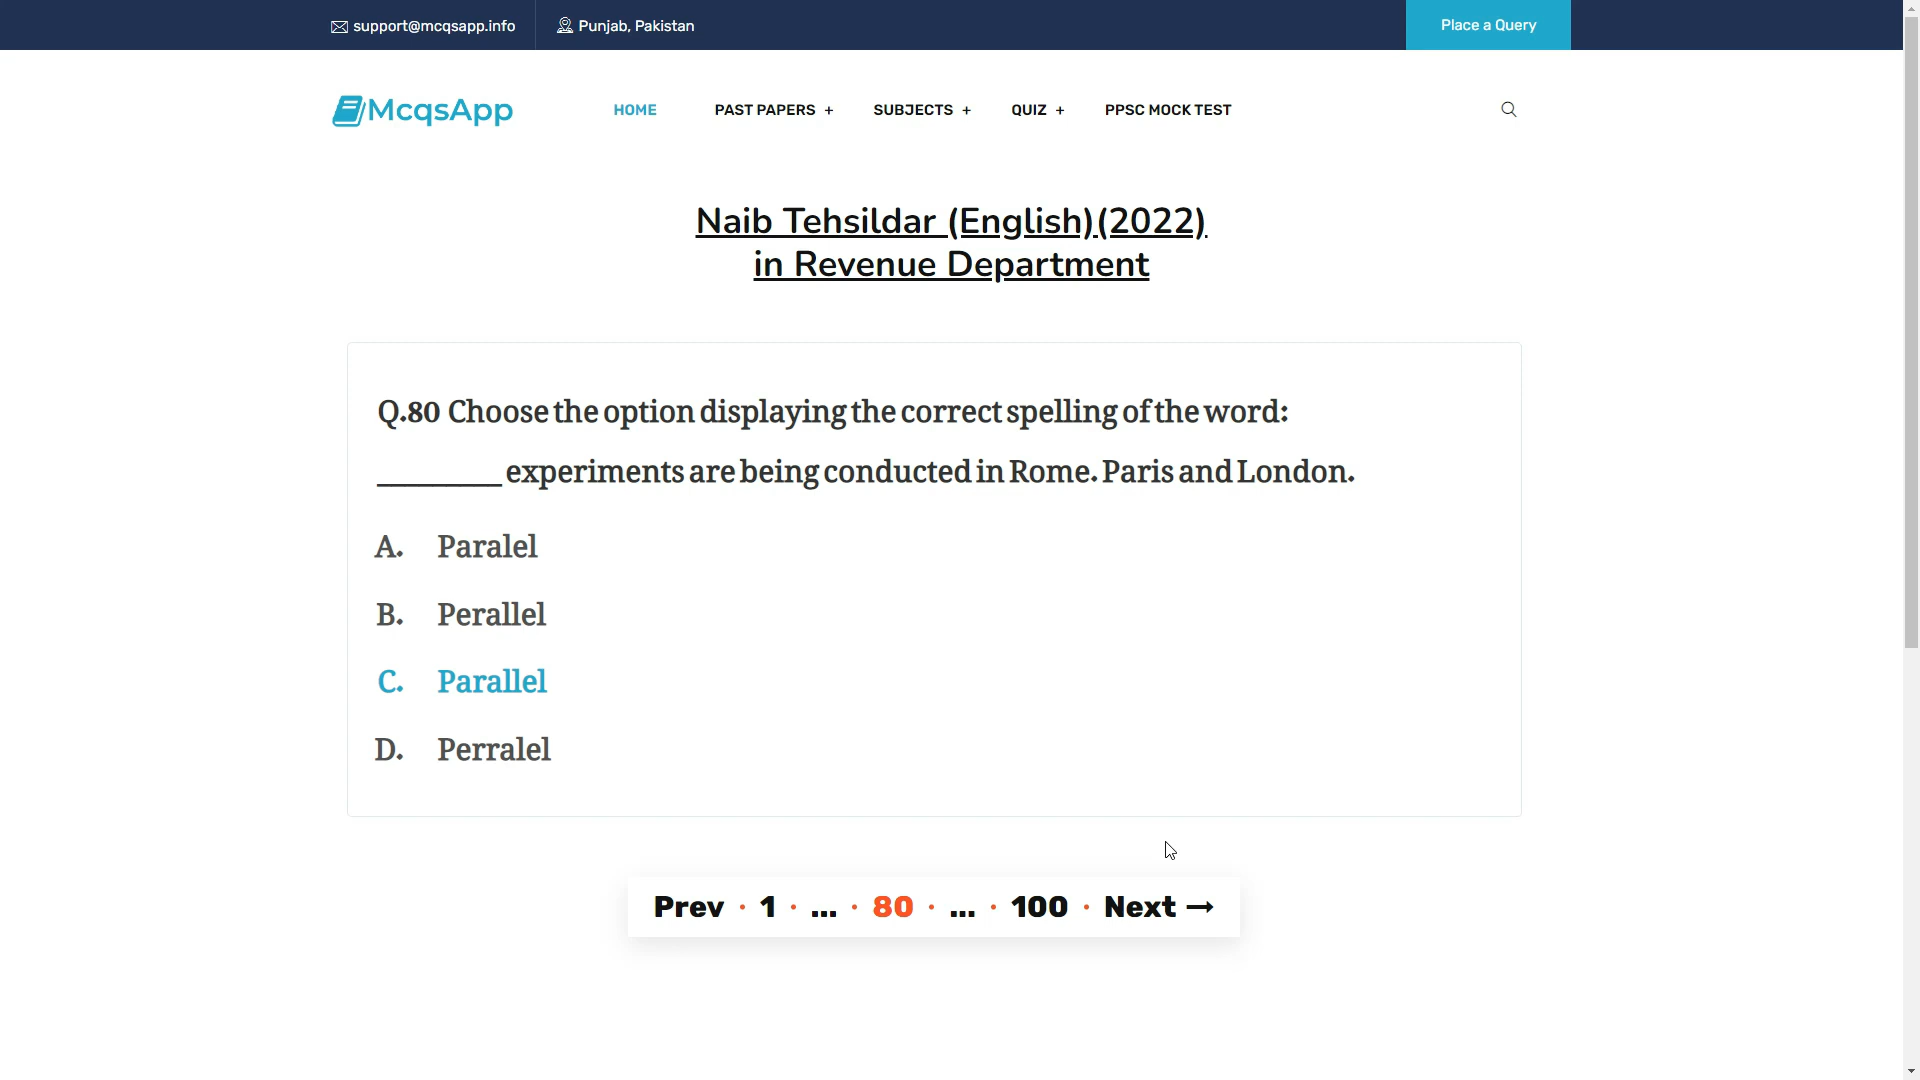 support@mcqsapp.info
Punjab, Pakistan
Place a Query
McqsApp
HOME
PAST PAPERS +
SUBJECTS +
QUIZ +
PPSC MOCK TEST
Naib Tehsildar (English)(2022)
in Revenue Department
Q.80 Choose the option displaying the correct spelling of the word:
_________ experiments are being conducted in Rome. Paris and London.
A. Paralel
B. Perallel
C. Parallel
D. Perralel
Prev • 1 • ... • 80 • ... • 100 • Next →